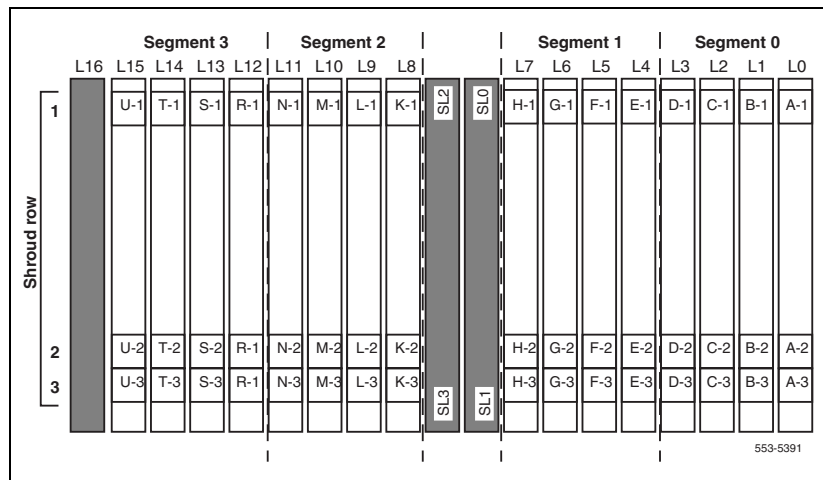 Segment 3 Segment 2 Segment 1 Segment 0
L16 L15 L14 L13 L12 L11 L10 L9 L8 L7 L6 L5 L4 L3 L2 L1 L0
1 U-1 T-1 S-1 R-1 N-1 M-1 L-1 K-1 SL2 SL0 H-1 G-1 F-1 E-1 D-1 C-1 B-1 A-1
Shroud row
2 U-2 T-2 S-2 R-1 N-2 M-2 L-2 K-2 H-2 G-2 F-2 E-2 D-2 C-2 B-2 A-2
3 U-3 T-3 S-3 R-1 N-3 M-3 L-3 K-3 SL3 SL1 H-3 G-3 F-3 E-3 D-3 C-3 B-3 A-3
553-5391